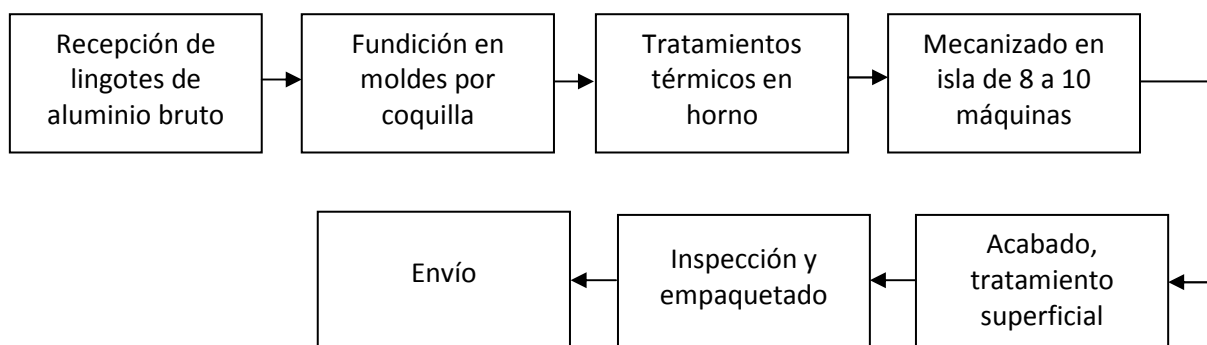 Recepción de
lingotes de
aluminio bruto
Fundición en
moldes por
coquilla
Tratamientos
térmicos en
horno
Mecanizado en
isla de 8 a 10
máquinas
Acabado,
tratamiento
superficial
Inspección y
empaquetado
Envío